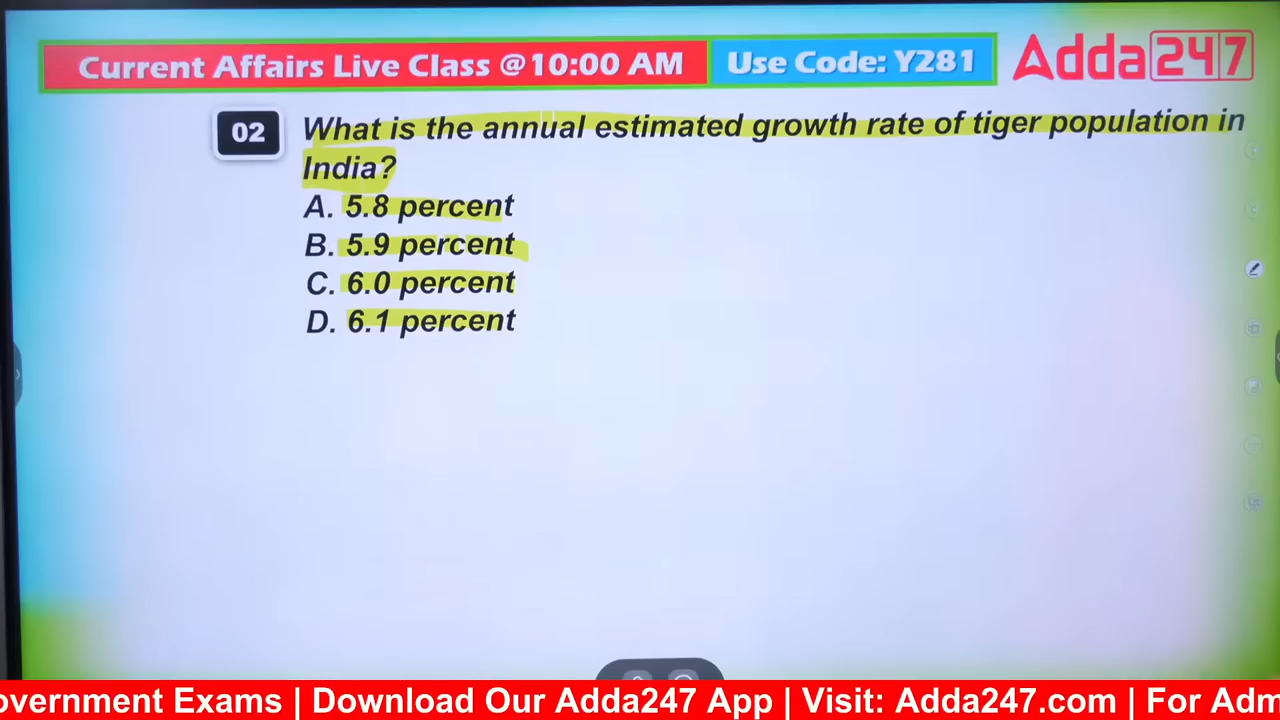 Current Affairs Live Class @10:00 AM Use Code: Y281 Adda247
02 What is the annual estimated growth rate of tiger population in
India?
A. 5.8 percent
B. 5.9 percent
C. 6.0 percent
D. 6.1 percent
overnment Exams | Download Our Adda247 App | Visit: Adda247.com | For Adm